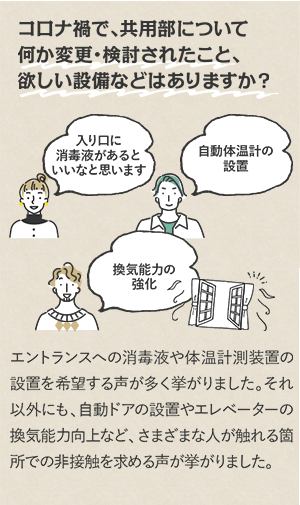 コロナ禍で、共用部について
何か変更・検討されたこと、
欲しい設備などはありますか？
入り口に
消毒液があると
いいなと思います
自動体温計の
設置
換気能力の
強化
エントランスへの消毒液や体温計測装置の
設置を希望する声が多く挙がりました。それ
以外にも、自動ドアの設置やエレベーターの
換気能力向上など、さまざまな人が触れる箇
所での非接触を求める声が挙がりました。